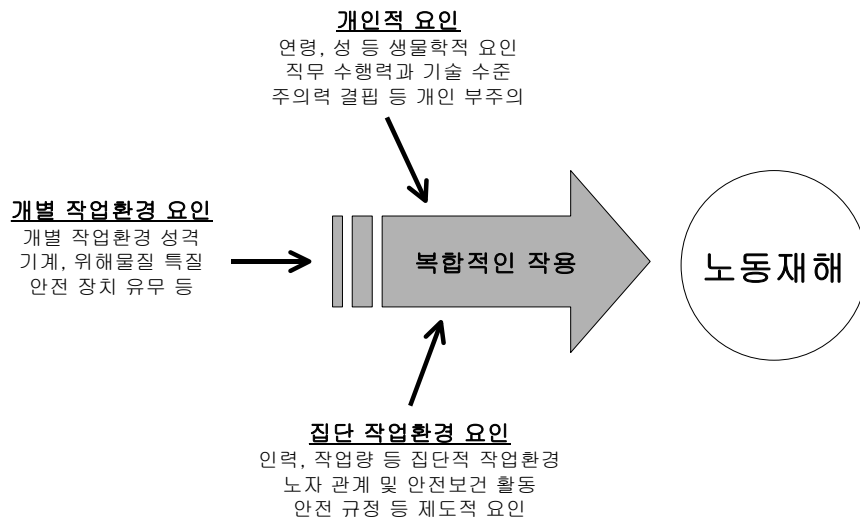 개인적 요인
연령, 성 등 생물학적 요인
직무 수행력과 기술 수준
주의력 결핍 등 개인 부주의
개별 작업환경 요인
개별 작업환경 성격
기계, 위해물질 특질
안전 장치 유무 등
복합적인 작용
노동재해
집단 작업환경 요인
인력, 작업량 등 집단적 작업환경
노자 관계 및 안전보건 활동
안전 규정 등 제도적 요인